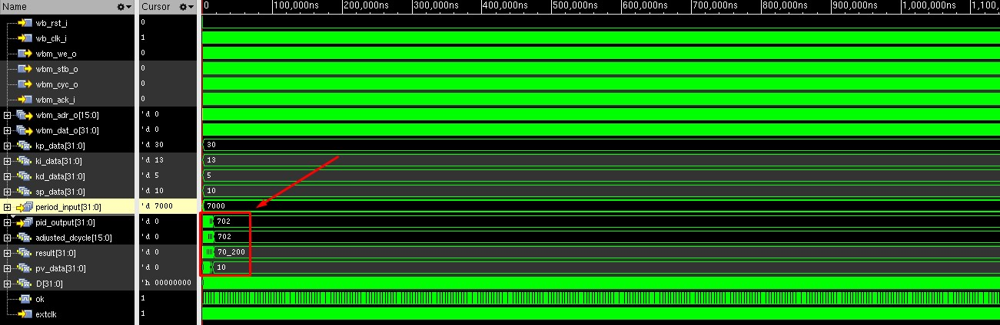 Name Cursor 0 100,000ns 200,000ns 300,000ns 400,000ns 500,000ns 600,000ns 700,000ns 800,000ns 900,000ns 1,000,000ns 1,100,
wb_rst_i 0
wb_clk_i 1
wbm_we_o 0
wbm_stb_o 0
wbm_cyc_o 0
wbm_ack_i 0
wbm_adr_o[15:0] 'd 0
wbm_dat_o[31:0] 'd 0
kp_data[31:0] 'd 30 30
ki_data[31:0] 'd 13 13
kd_data[31:0] 'd 5 5
sp_data[31:0] 'd 10 10
period_input[31:0] 'd 7000 7000
pid_output[31:0] 'd 0 702
adjusted_dcycle[15:0] 'd 0 702
result[31:0] 'd 0 70_200
pv_data[31:0] 'd 0 10
D[31:0] 'h 00000000
ok 1
extclk 1